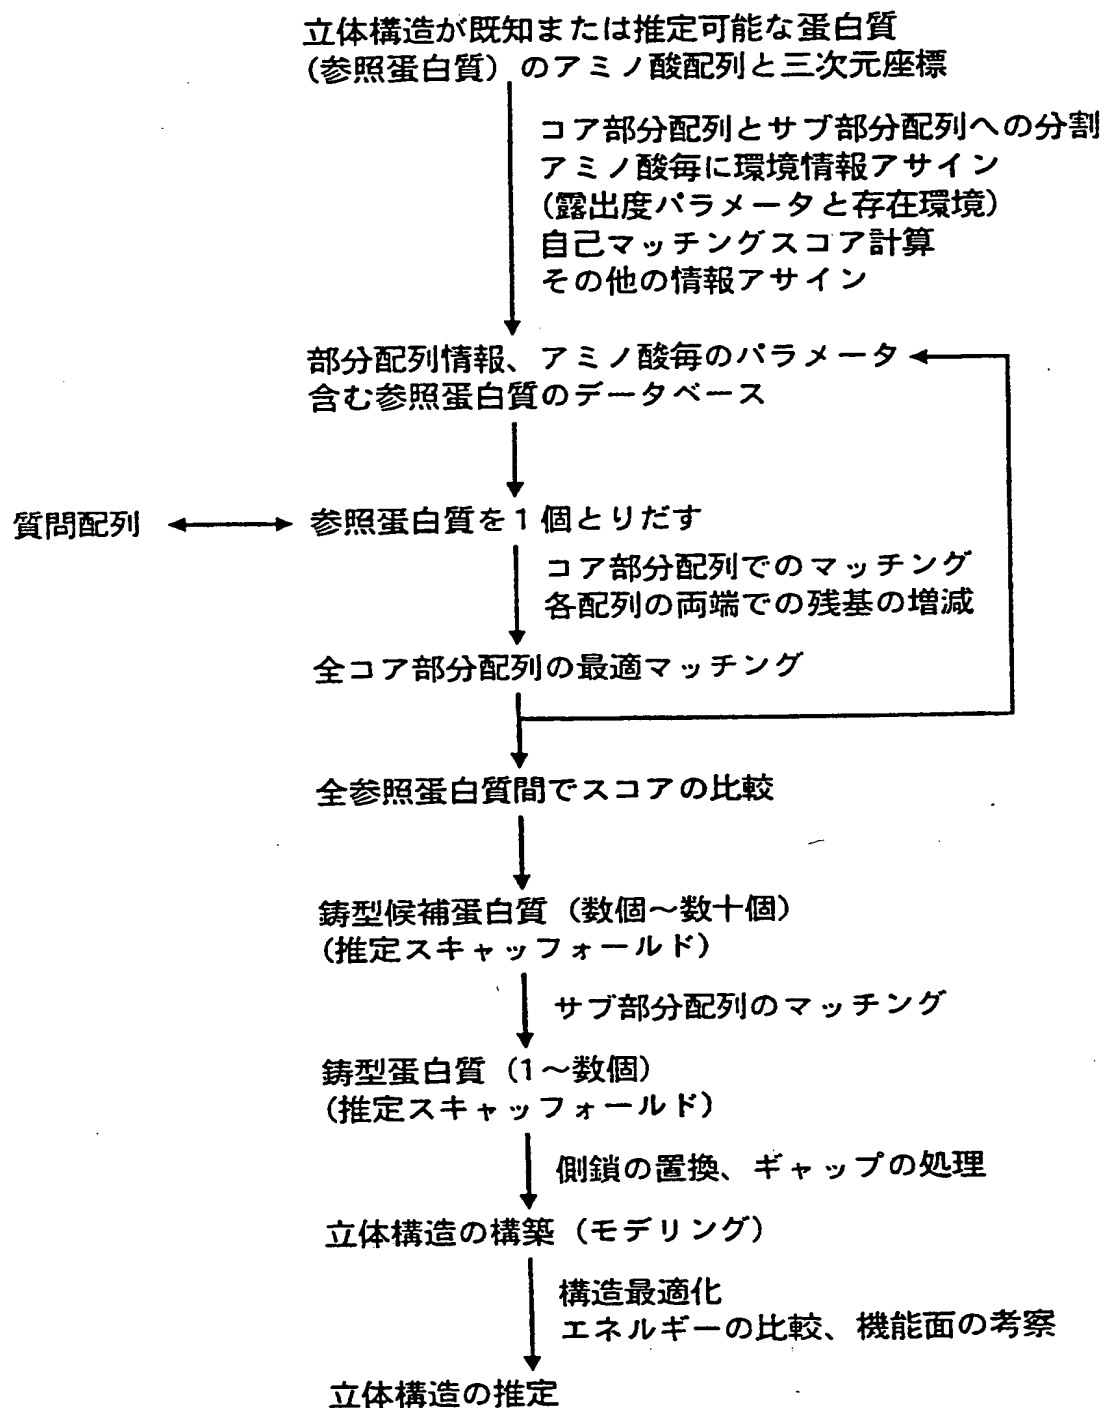 立体構造が既知または推定可能な蛋白質
(参照蛋白質)のアミノ酸配列と三次元座標
コア部分配列とサブ部分配列への分割
アミノ酸毎に環境情報アサイン
(露出度パラメータと存在環境)
自己マッチングスコア計算
その他の情報アサイン
部分配列情報、アミノ酸毎のパラメータ
含む参照蛋白質のデータベース
質問配列
参照蛋白質を1個とりだす
コア部分配列でのマッチング
各配列の両端での残基の増減
全コア部分配列の最適マッチング
全参照蛋白質間でスコアの比較
鋳型候補蛋白質(数個～数十個)
(推定スキャッフォールド)
サブ部分配列のマッチング
鋳型蛋白質(1～数個)
(推定スキャッフォールド)
側鎖の置換、ギャップの処理
立体構造の構築(モデリング)
構造最適化
エネルギーの比較、機能面の考察
立体構造の推定